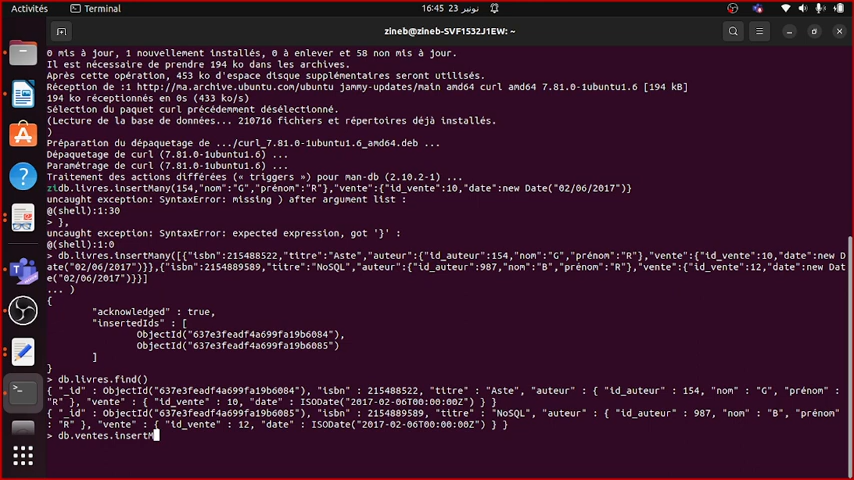 Activités
Terminal
16:45 23 نونبر
zineb@zineb-SVF1532J1EW: ~
0 mis à jour, 1 nouvellement installés, 0 à enlever et 58 non mis à jour.
Il est nécessaire de prendre 194 ko dans les archives.
Après cette opération, 453 ko d'espace disque supplémentaires seront utilisés.
Réception de :1 http://ma.archive.ubuntu.com/ubuntu jammy-updates/main amd64 curl amd64 7.81.0-1ubuntu1.6 [194 kB]
194 ko réceptionnés en 0s (433 ko/s)
Sélection du paquet curl précédemment désélectionné.
(Lecture de la base de données... 210716 fichiers et répertoires déjà installés.
)
Préparation du dépaquetage de .../curl_7.81.0-1ubuntu1.6_amd64.deb ...
Dépaquetage de curl (7.81.0-1ubuntu1.6) ...
Paramétrage de curl (7.81.0-1ubuntu1.6) ...
Traitement des actions différées (« triggers ») pour man-db (2.10.2-1) ...
zidb.livres.insertMany(154,"nom":"G","prénom":"R"},"vente":{"id_vente":10,"date":new Date("02/06/2017")}
uncaught exception: SyntaxError: missing ) after argument list :
@(shell):1:30
> },
uncaught exception: SyntaxError: expected expression, got '}' :
@(shell):1:0
> db.livres.insertMany([{"isbn":215488522,"titre":"Aste","auteur":{"id_auteur":154,"nom":"G","prénom":"R"},"vente":{"id_vente":10,"date":new D
ate("02/06/2017")}},{"isbn":2154889589,"titre":"NoSQL","auteur":{"id_auteur":987,"nom":"B","prénom":"R"},"vente":{"id_vente":12,"date":new Dat
e("02/06/2017")}}]
... )
{
"acknowledged" : true,
"insertedIds" : [
ObjectId("637e3feadf4a699fa19b6084"),
ObjectId("637e3feadf4a699fa19b6085")
]
}
> db.livres.find()
{ "_id" : ObjectId("637e3feadf4a699fa19b6084"), "isbn" : 215488522, "titre" : "Aste", "auteur" : { "id_auteur" : 154, "nom" : "G", "prénom" :
"R" }, "vente" : { "id_vente" : 10, "date" : ISODate("2017-02-06T00:00:00Z") } }
{ "_id" : ObjectId("637e3feadf4a699fa19b6085"), "isbn" : 2154889589, "titre" : "NoSQL", "auteur" : { "id_auteur" : 987, "nom" : "B", "prénom"
: "R" }, "vente" : { "id_vente" : 12, "date" : ISODate("2017-02-06T00:00:00Z") } }
> db.ventes.insertM